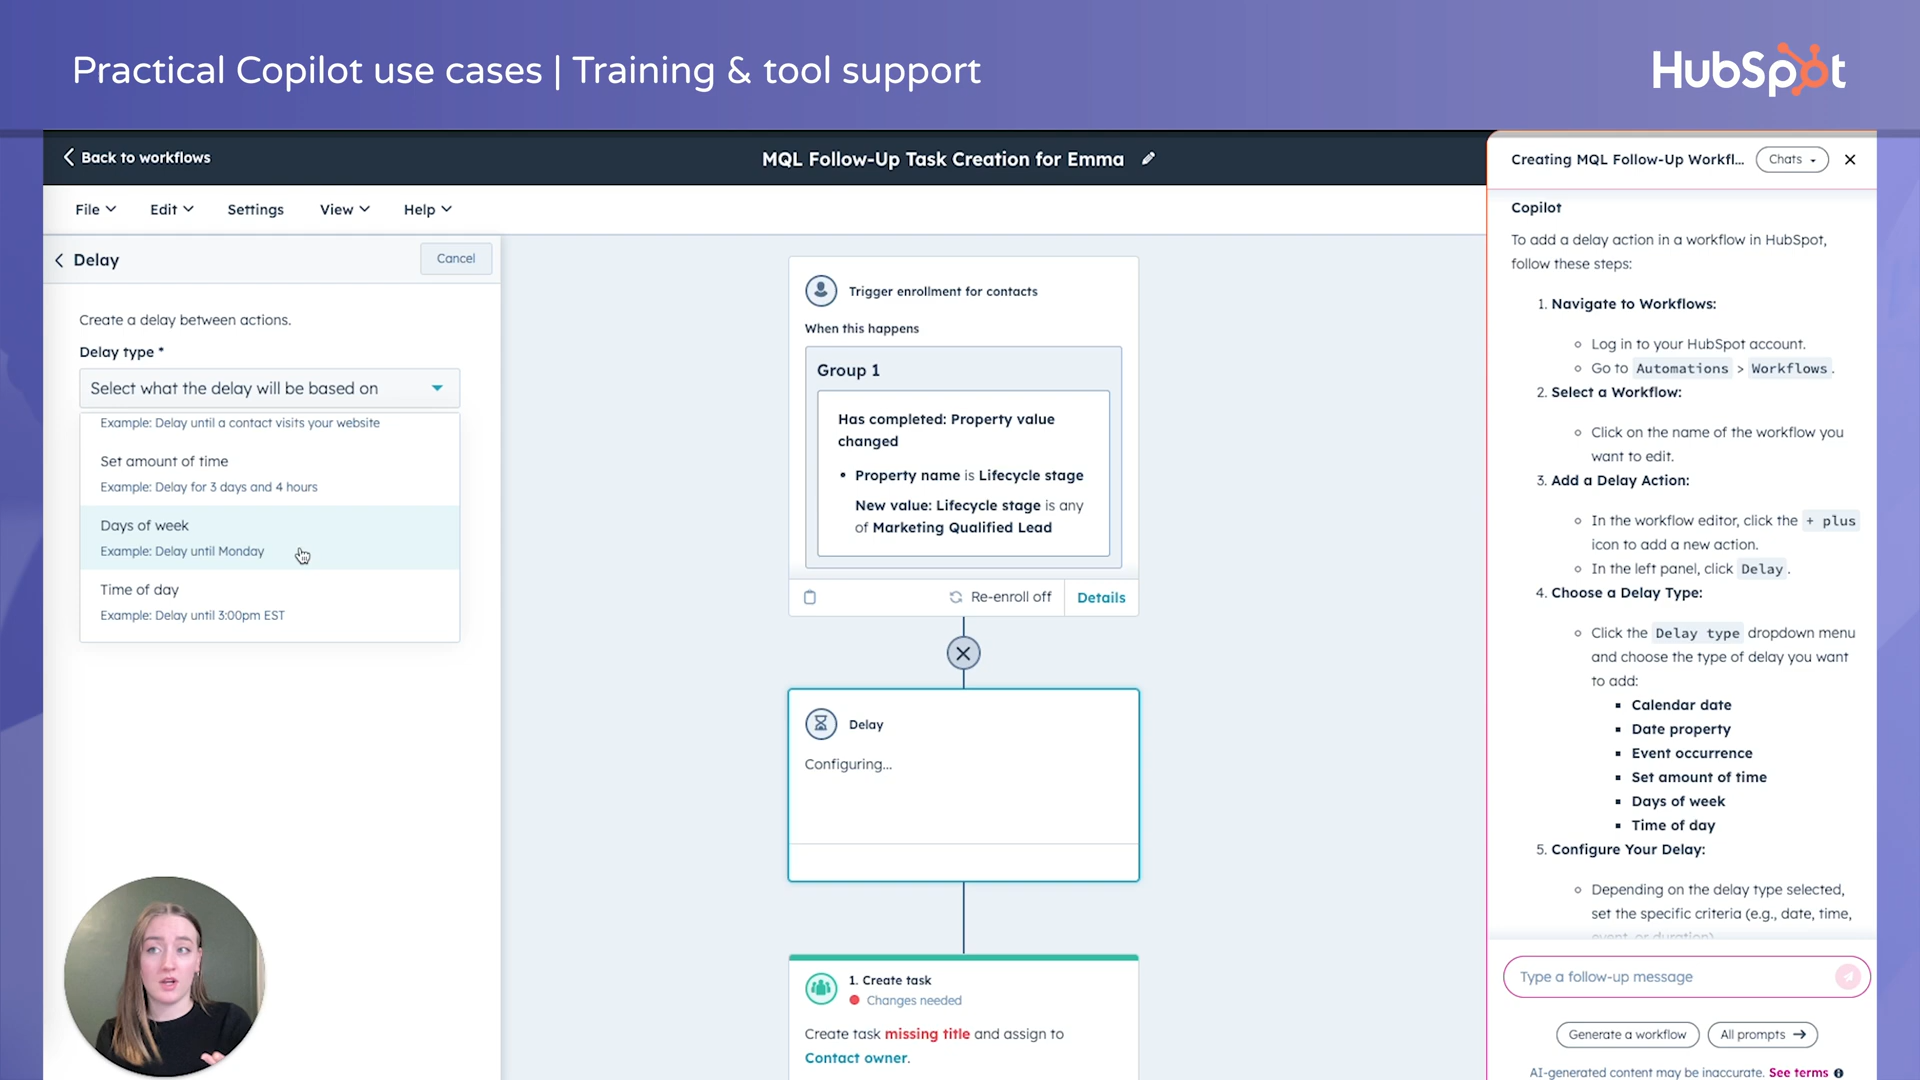 Practical Copilot use cases | Training & tool support
HubSpot
Back to workflows
MQL Follow-Up Task Creation for Emma
File
Edit
Settings
View
Help
Delay
Cancel
Create a delay between actions.
Delay type *
Select what the delay will be based on
Example: Delay until a contact visits your website
Set amount of time
Example: Delay for 3 days and 4 hours
Days of week
Example: Delay until Monday
Time of day
Example: Delay until 3:00pm EST
Trigger enrollment for contacts
When this happens
Group 1
Has completed: Property value
changed
• Property name is Lifecycle stage
New value: Lifecycle stage is any
of Marketing Qualified Lead
Re-enroll off
Details
Delay
Configuring...
1. Create task
Changes needed
Create task missing title and assign to
Contact owner.
Creating MQL Follow-Up Workfl...
Chats
Copilot
To add a delay action in a workflow in HubSpot,
follow these steps:
1. Navigate to Workflows:
Log in to your HubSpot account.
Go to Automations > Workflows.
2. Select a Workflow:
Click on the name of the workflow you
want to edit.
3. Add a Delay Action:
In the workflow editor, click the + plus
icon to add a new action.
In the left panel, click Delay.
4. Choose a Delay Type:
Click the Delay type dropdown menu
and choose the type of delay you want
to add:
Calendar date
Date property
Event occurrence
Set amount of time
Days of week
Time of day
5. Configure Your Delay:
Depending on the delay type selected,
set the specific criteria (e.g., date, time,
event, or duration)
Type a follow-up message
Generate a workflow
All prompts
AI-generated content may be inaccurate. See terms